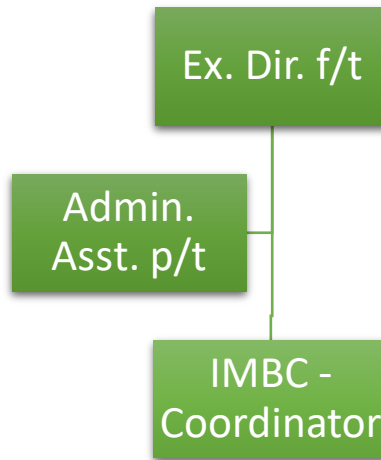 Ex. Dir. f/t
Admin.
Asst. p/t
IMBC -
Coordinator